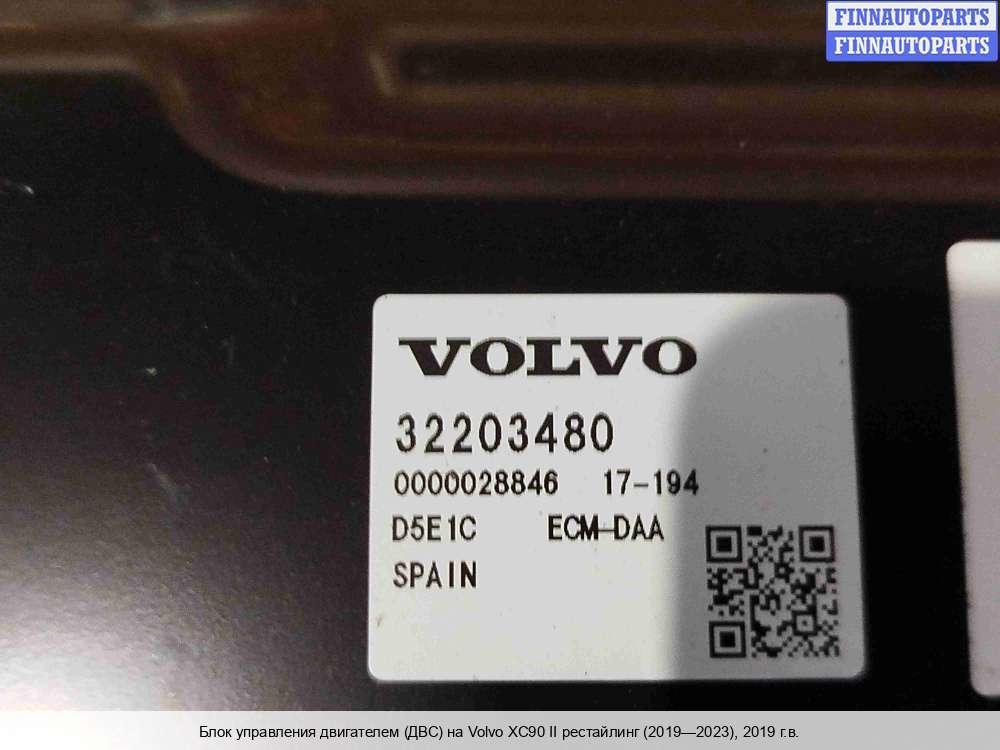 FINNAUTOPARTS
FINNAUTOPARTS
VOLVO
32203480
0000028846 17-194
D5E1C ECM-DAA
SPAIN
Блок управления двигателем (ДВС) на Volvo XC90 II рестайлинг (2019—2023), 2019 г.в.